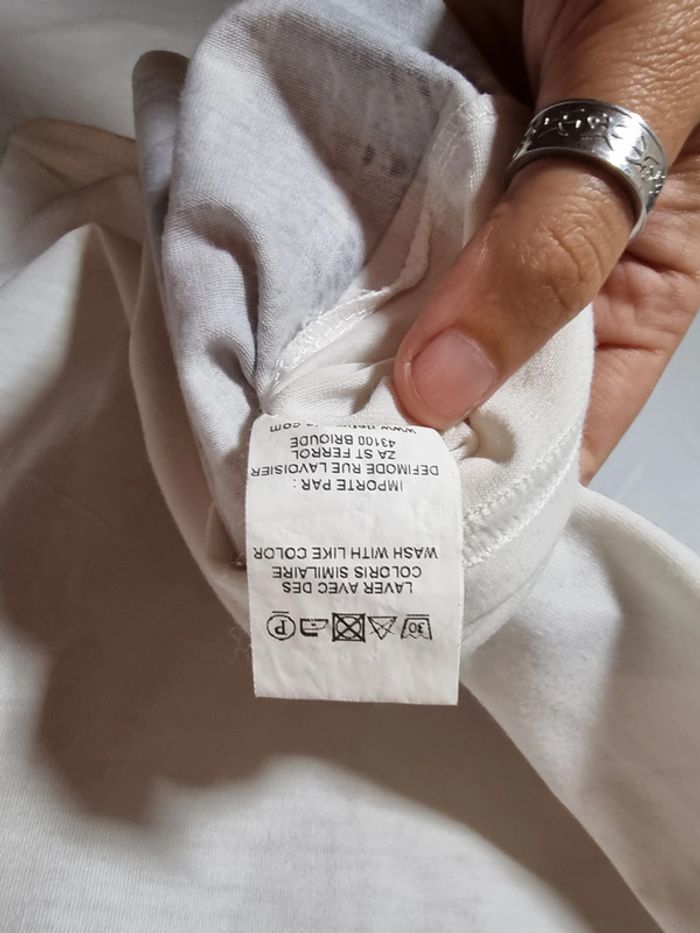 30 P
LAVER AVEC DES
COLORIS SIMILAIRE
WASH WITH LIKE COLOR
IMPORTE PAR :
DEFIMODE RUE LAVOISIER
ZA ST FERROL
43100 BRIOUDE